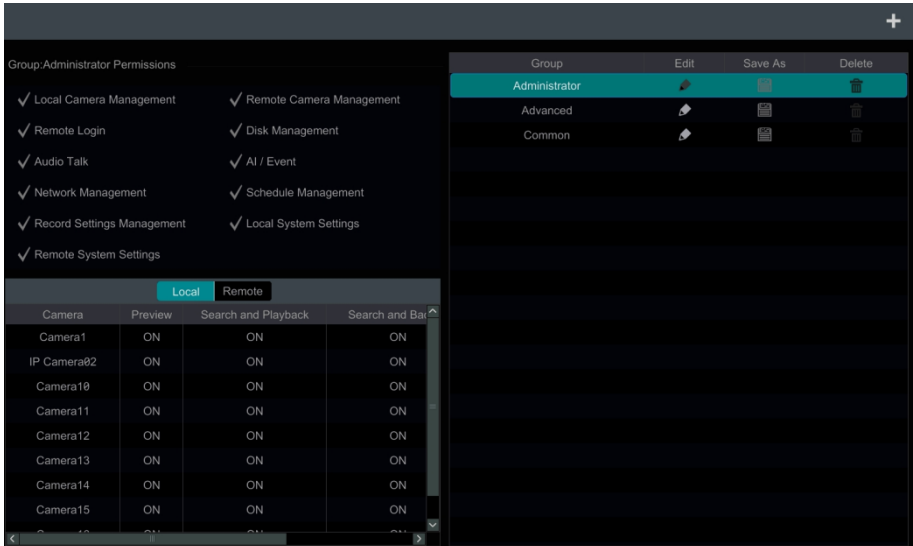 Group:Administrator Permissions
Local Camera Management Remote Camera Management
Remote Login Disk Management
Audio Talk AI / Event
Network Management Schedule Management
Record Settings Management Local System Settings
Remote System Settings
Local Remote
Camera Preview Search and Playback Search and Ba
Camera1 ON ON ON
IP Camera02 ON ON ON
Camera10 ON ON ON
Camera11 ON ON ON
Camera12 ON ON ON
Camera13 ON ON ON
Camera14 ON ON ON
Camera15 ON ON ON
Group Edit Save As Delete
Administrator
Advanced
Common